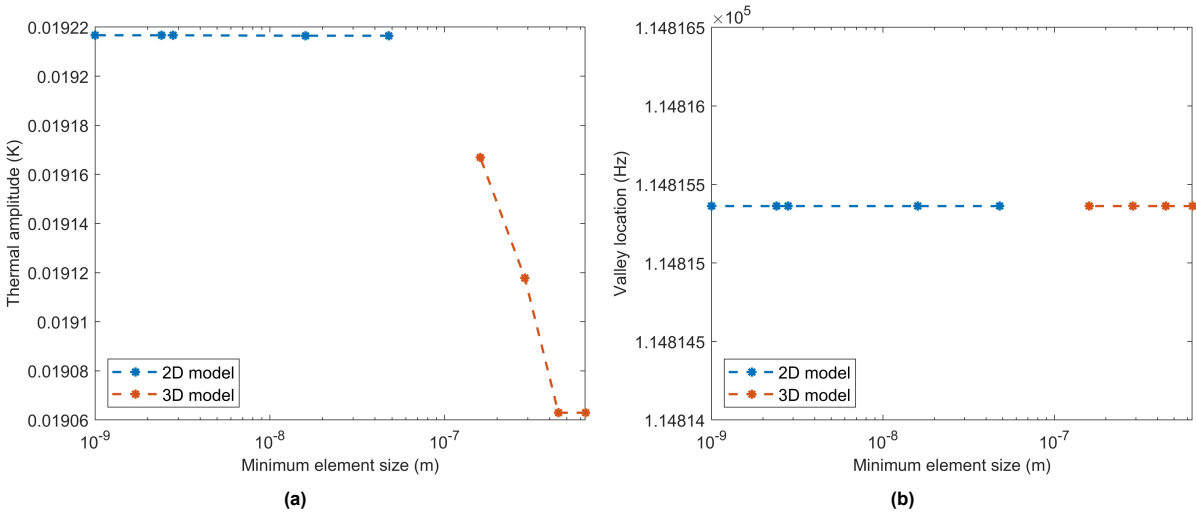 0.01922
0.0192
0.01918
0.01916
0.01914
0.01912
0.0191
0.01908
0.01906
Thermal amplitude (K)
2D model
3D model
10⁻⁹
10⁻⁸
10⁻⁷
Minimum element size (m)
(a)
×10⁵
1.148165
1.14816
1.148155
1.14815
1.148145
1.14814
Valley location (Hz)
2D model
3D model
10⁻⁹
10⁻⁸
10⁻⁷
Minimum element size (m)
(b)